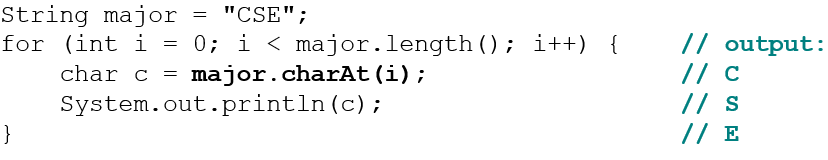 String major = "CSE";
for (int i = 0; i < major.length(); i++) {    // output:
    char c = major.charAt(i);                 // C
    System.out.println(c);                    // S
}                                             // E